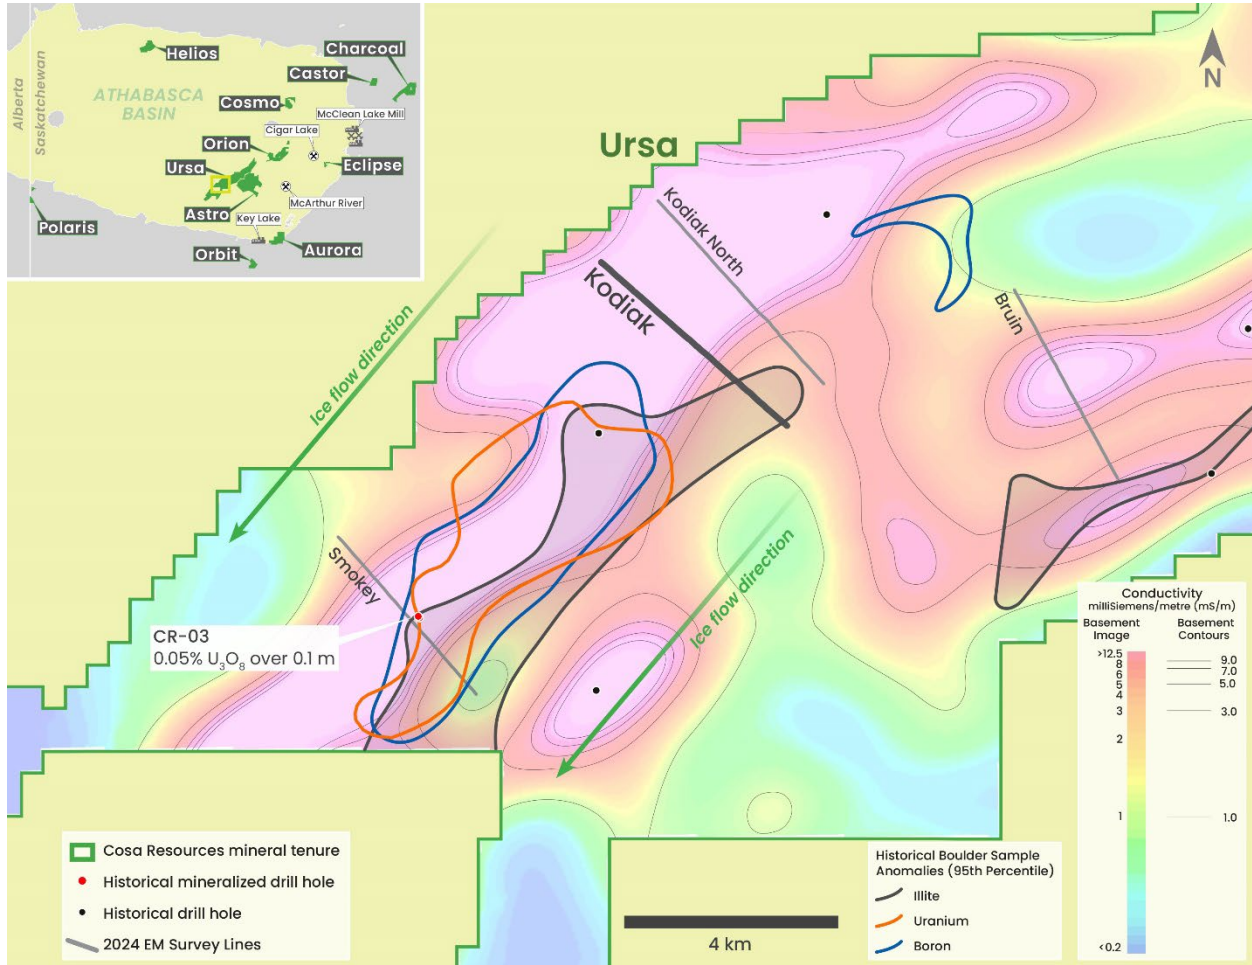 Alberta
Saskatchewan
ATHABASCA
BASIN
Helios
Charcoal
Castor
Cosmo
McClean Lake Mill
Cigar Lake
Orion
Ursa
Eclipse
Astro
McArthur River
Polaris
Key Lake
Orbit
Aurora
N
Ursa
Kodiak North
Kodiak
Bruin
Ice flow direction
Smokey
Ice flow direction
CR-03
0.05% U₃O₈ over 0.1 m
Cosa Resources mineral tenure
Historical mineralized drill hole
Historical drill hole
2024 EM Survey Lines
4 km
Historical Boulder Sample
Anomalies (95th Percentile)
Illite
Uranium
Boron
Conductivity
milliSiemens/metre (mS/m)
Basement Basement
Image Contours
>12.5
8
6
5
4
3
2
1
<0.2
9.0
7.0
5.0
3.0
1.0